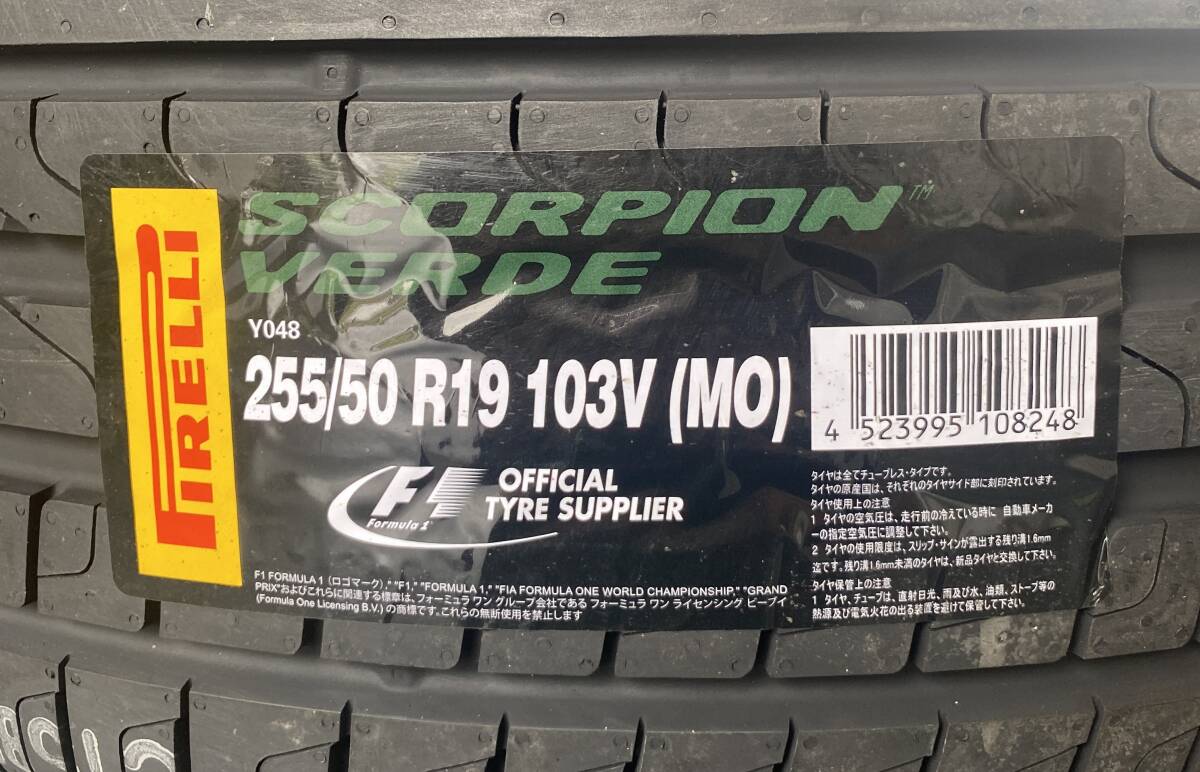 SCORPION™
VERDE
PIRELLI
Y048
255/50 R19 103V (MO)
4 523995 108248
F1
Formula 1®
OFFICIAL
TYRE SUPPLIER
F1 FORMULA 1 (ロゴマーク)," "F1," "FORMULA 1," "FIA FORMULA ONE WORLD CHAMPIONSHIP," "GRAND
PRIX"およびこれらに関連する標章は、フォーミュラ ワン グループ会社である フォーミュラ ワン ライセンシング ビーブイ
(Formula One Licensing B.V.) の商標です。これらの無断使用を禁止します
タイヤは全てチューブレス・タイプです。
タイヤの原産国は、それぞれのタイヤサイド部に刻印されています。
タイヤ使用上の注意
1 タイヤの空気圧は、走行前の冷えている時に 自動車メーカ
ーの指定空気圧に調整して下さい。
2 タイヤの使用限度は、スリップ・サインが露出する残り溝1.6mm
迄です。残り溝1.6mm未満のタイヤは、新品タイヤと交換して下さい。
タイヤ保管上の注意
1 タイヤ、チューブは、直射日光、雨及び水、油類、ストーブ等の
熱源及び電気火花の出る装置を避けて保管して下さい。